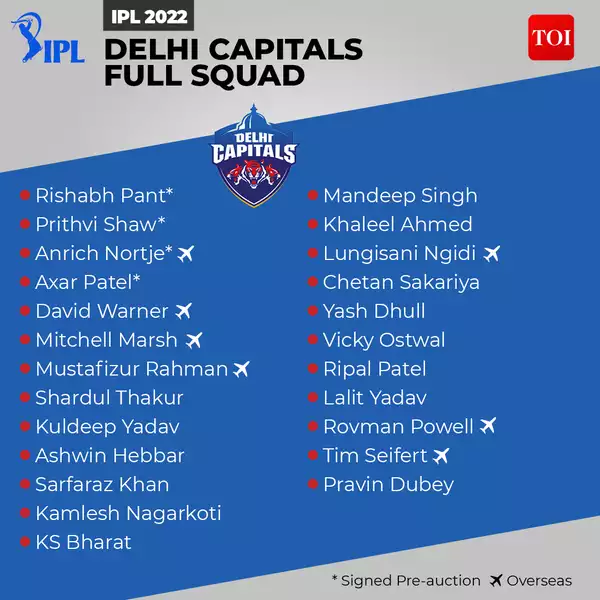 IPL 2022
IPL
DELHI CAPITALS
FULL SQUAD
TOI
DELHI
CAPITALS
Rishabh Pant*
Prithvi Shaw*
Anrich Nortje*
Axar Patel*
David Warner
Mitchell Marsh
Mustafizur Rahman
Shardul Thakur
Kuldeep Yadav
Ashwin Hebbar
Sarfaraz Khan
Kamlesh Nagarkoti
KS Bharat
Mandeep Singh
Khaleel Ahmed
Lungisani Ngidi
Chetan Sakariya
Yash Dhull
Vicky Ostwal
Ripal Patel
Lalit Yadav
Rovman Powell
Tim Seifert
Pravin Dubey
* Signed Pre-auction Overseas